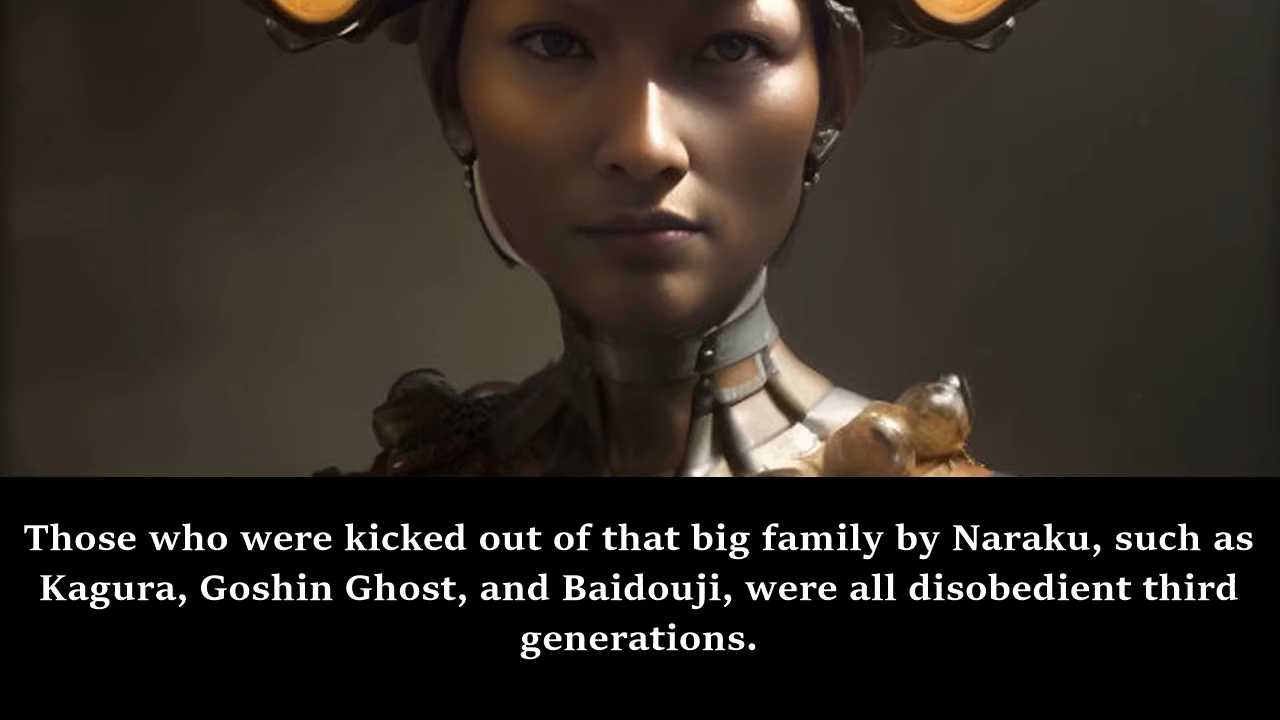 Those who were kicked out of that big family by Naraku, such as
Kagura, Goshin Ghost, and Baidouji, were all disobedient third
generations.